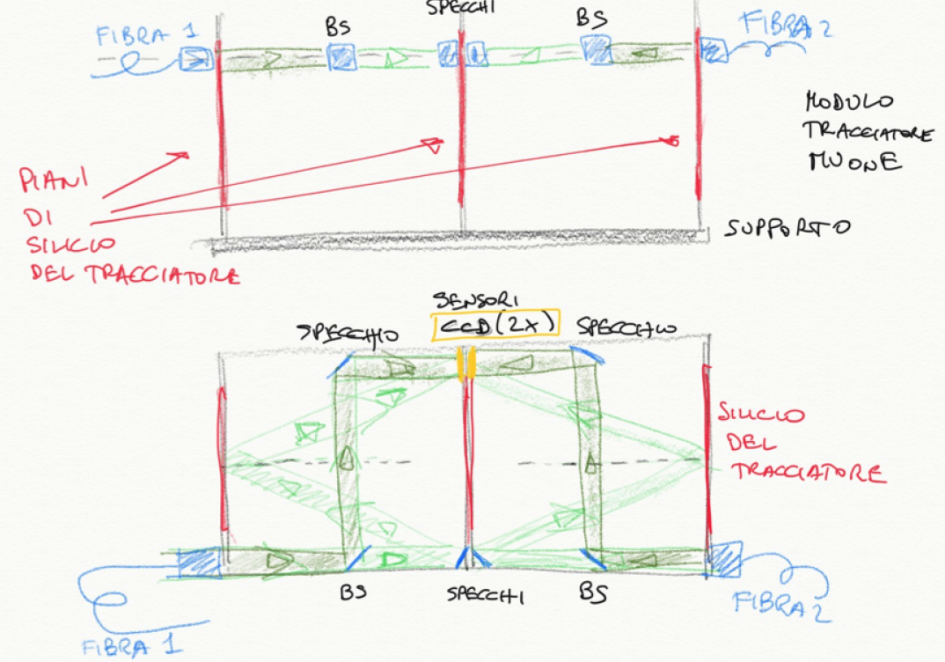 SPECCHI
FIBRA 1
BS
BS
FIBRA 2
MODULO
TRACCIATORE
MUONE
PIANI
DI
SILICIO
DEL TRACCIATORE
SUPPORTO
SENSORI
SPECCHIO
CCD (2X)
SPECCHIO
SILICIO
DEL
TRACCIATORE
BS
SPECCHI
BS
FIBRA 2
FIBRA 1